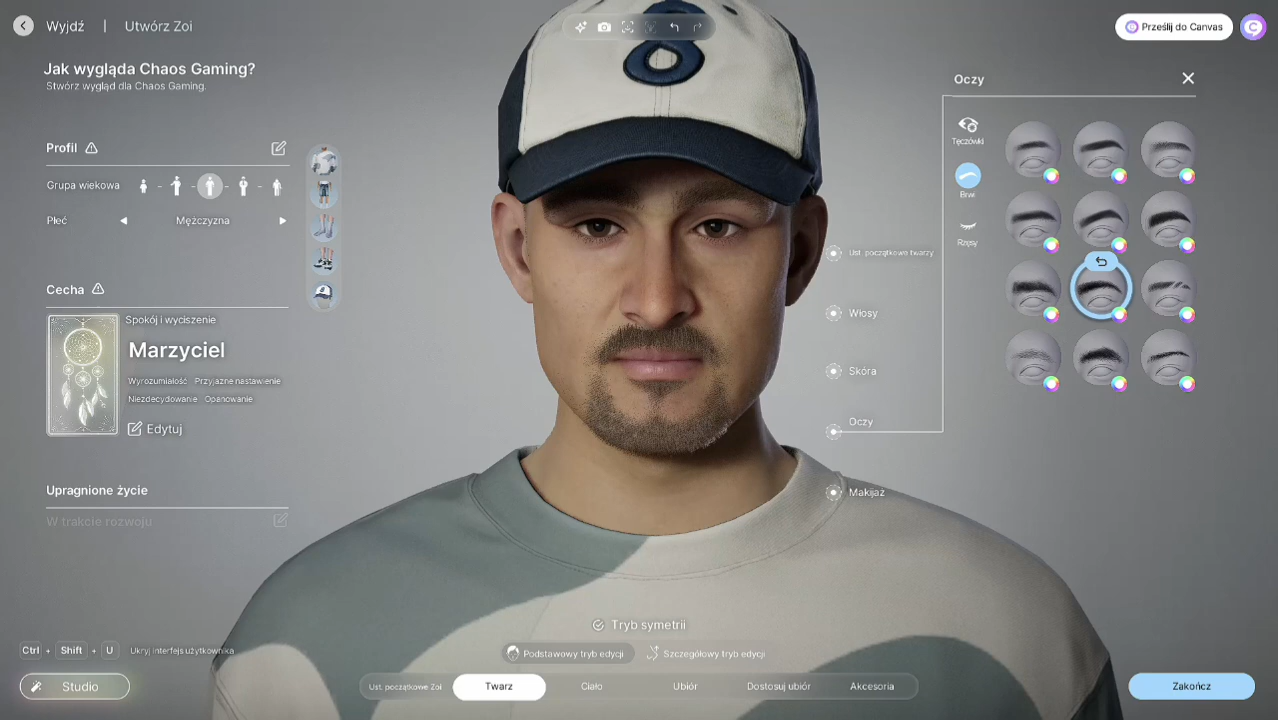 Wyjdź | Utwórz Zoi
Prześlij do Canvas
Jak wygląda Chaos Gaming?
Stwórz wygląd dla Chaos Gaming.
Profil
Grupa wiekowa
Płeć Mężczyzna
Cecha
Spokój i wyciszenie
Marzyciel
Wyrozumiałość Przyjazne nastawienie
Niezdecydowanie Opanowanie
Edytuj
Upragnione życie
W trakcie rozwoju
8
Ust. początkowe twarzy
Włosy
Skóra
Oczy
Makijaż
Oczy
Tęczówki
Brwi
Rzęsy
Tryb symetrii
Podstawowy tryb edycji Szczegółowy tryb edycji
Ctrl + Shift + U Ukryj interfejs użytkownika
Studio
Ust. początkowe Zoi Twarz Ciało Ubiór Dostosuj ubiór Akcesoria
Zakończ